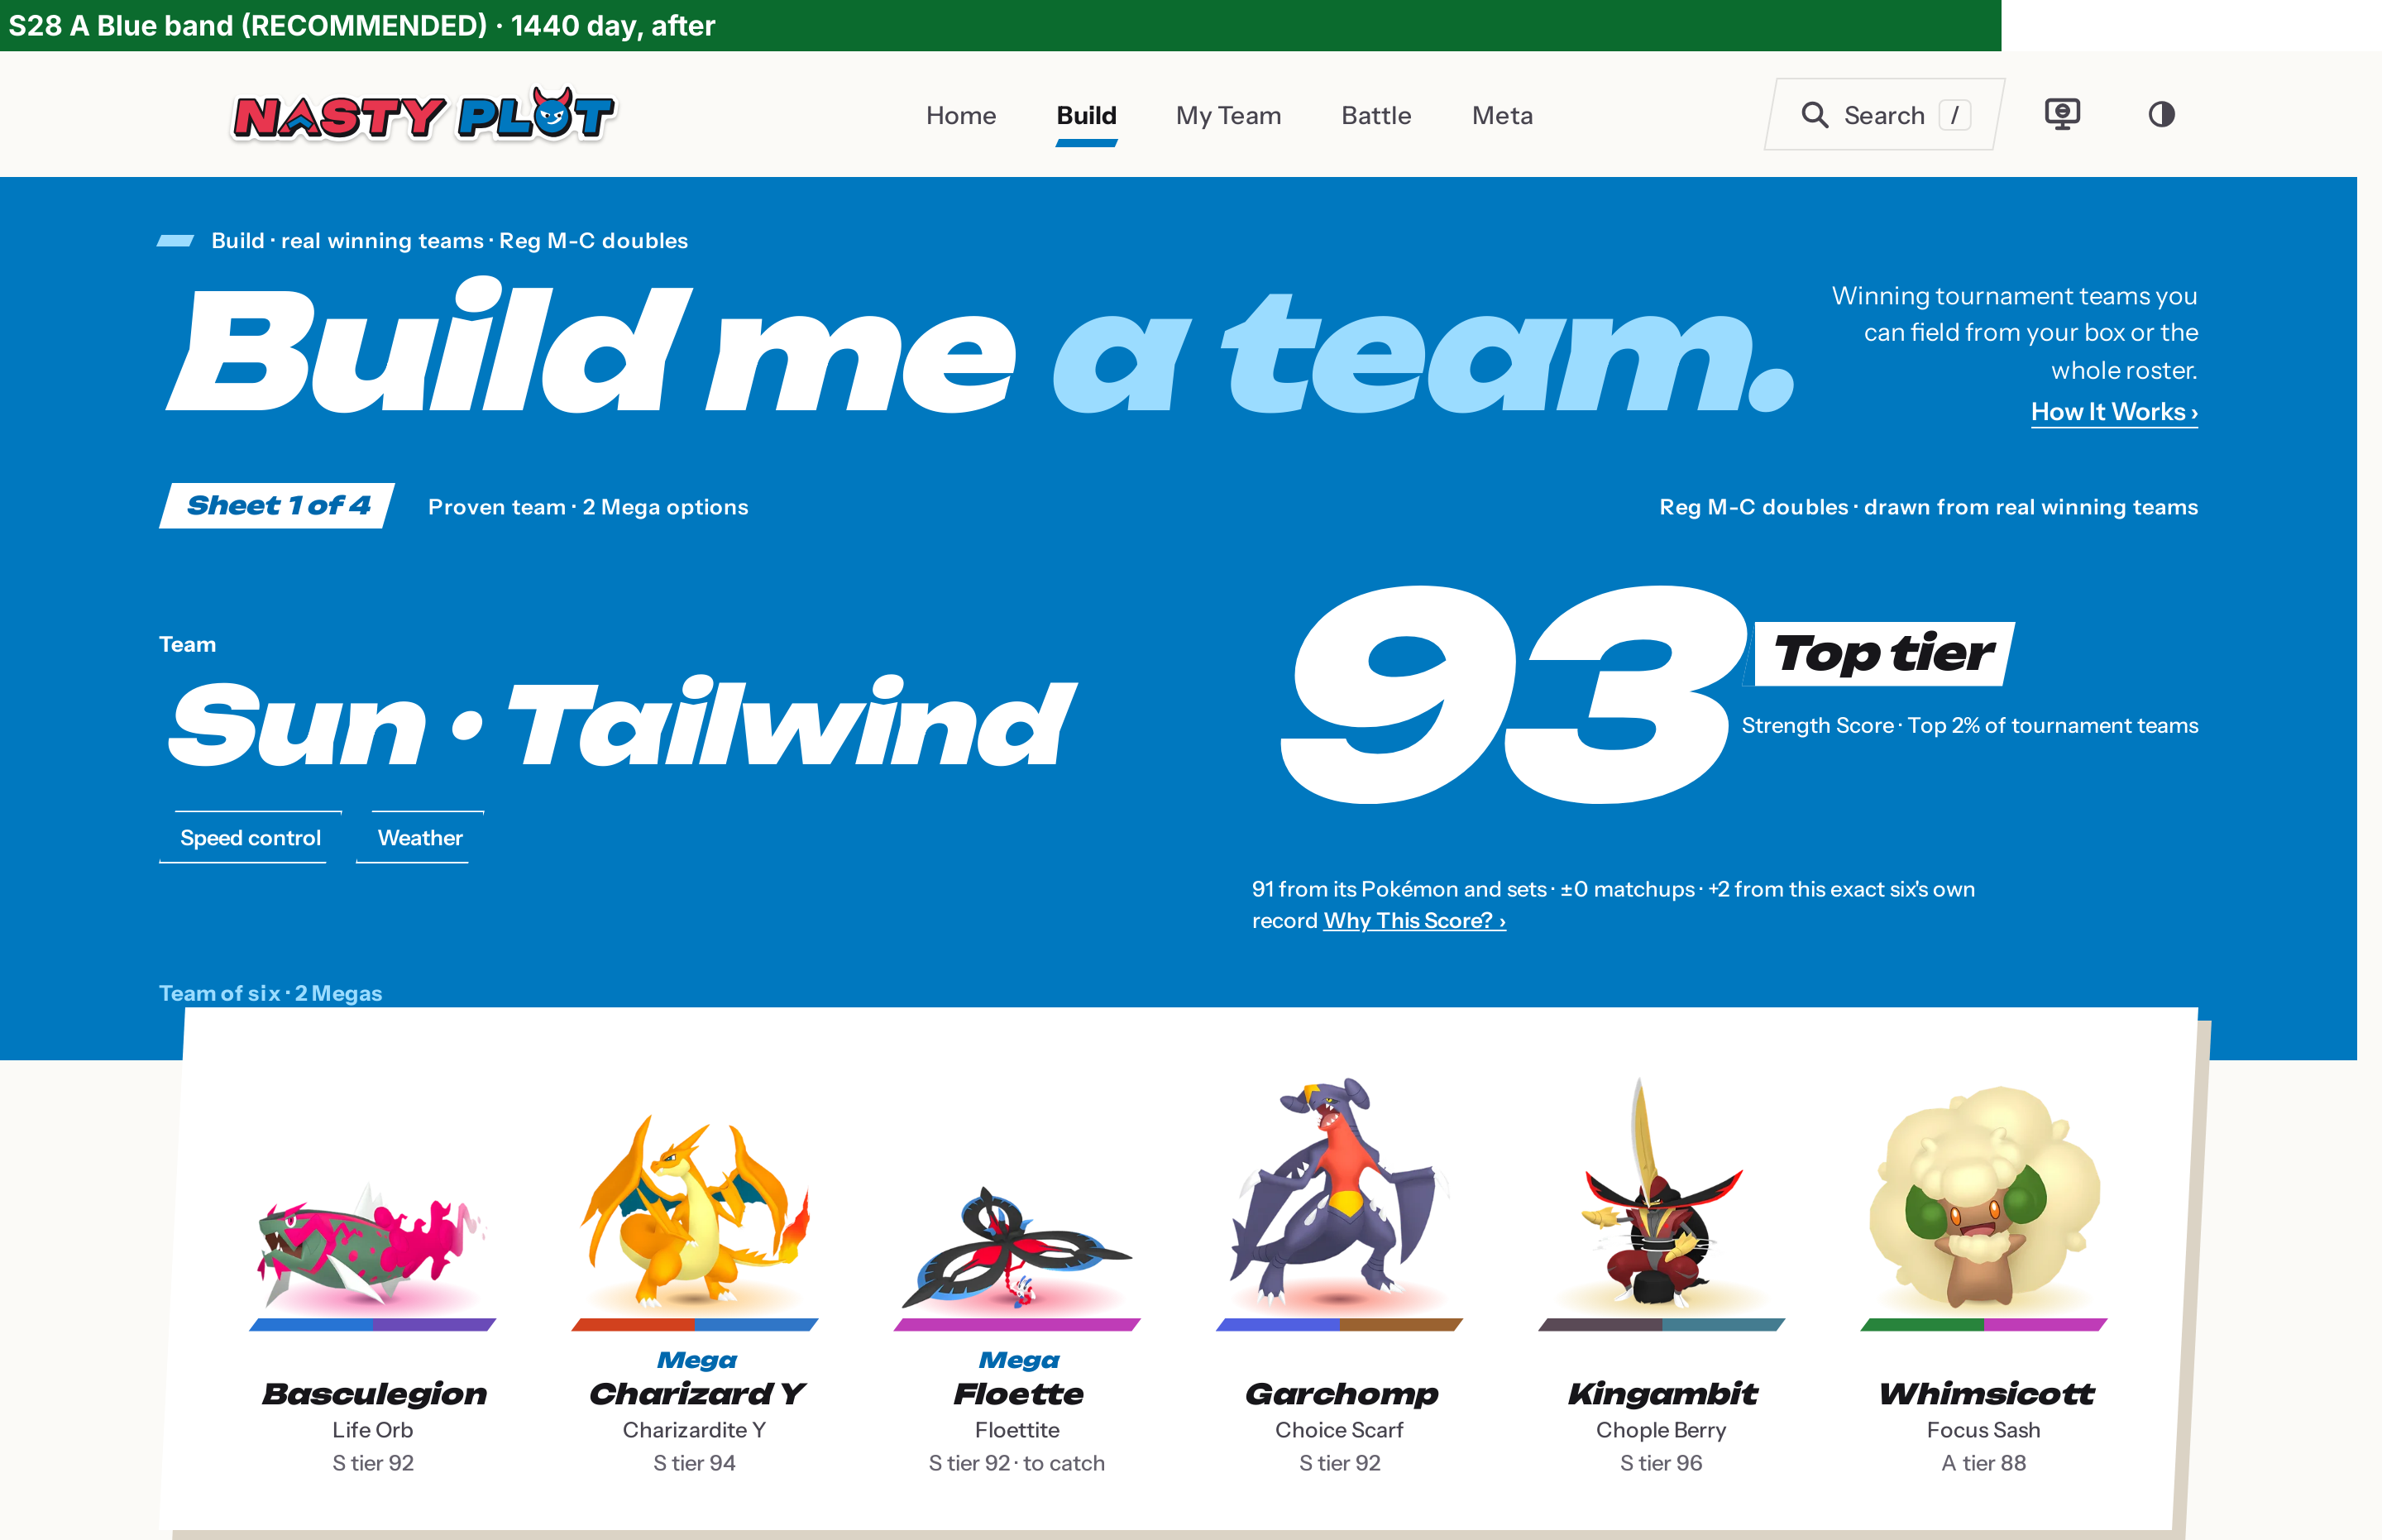 S28 A Blue band (RECOMMENDED) · 1440 day, after
NASTY PLOT
Home
Build
My Team
Battle
Meta
Search /
Build · real winning teams · Reg M-C doubles
Build me a team.
Winning tournament teams you
can field from your box or the
whole roster.
How It Works ›
Sheet 1 of 4
Proven team · 2 Mega options
Reg M-C doubles · drawn from real winning teams
Team
Sun · Tailwind
Speed control
Weather
93
Top tier
Strength Score · Top 2% of tournament teams
91 from its Pokémon and sets · ±0 matchups · +2 from this exact six's own
record Why This Score? ›
Team of six · 2 Megas
Basculegion
Life Orb
S tier 92
Mega
Charizard Y
Charizardite Y
S tier 94
Mega
Floette
Floettite
S tier 92 · to catch
Garchomp
Choice Scarf
S tier 92
Kingambit
Chople Berry
S tier 96
Whimsicott
Focus Sash
A tier 88